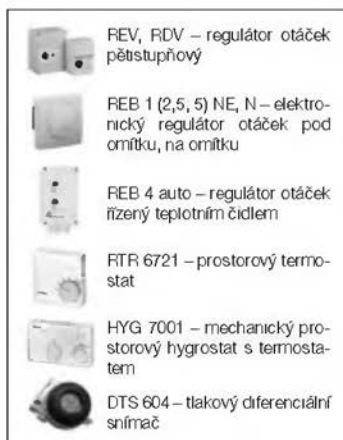 REV, RDV – regulátor otáček
pětistupňový
REB 1 (2,5, 5) NE, N – elektro-
nický regulátor otáček pod
omítku, na omítku
REB 4 auto – regulátor otáček
řízený teplotním čidlem
RTR 6721 – prostorový termo-
stat
HYG 7001 – mechanický pro-
storový hygrostat s termosta-
tem
DTS 604 – tlakový diferenciální
snímač